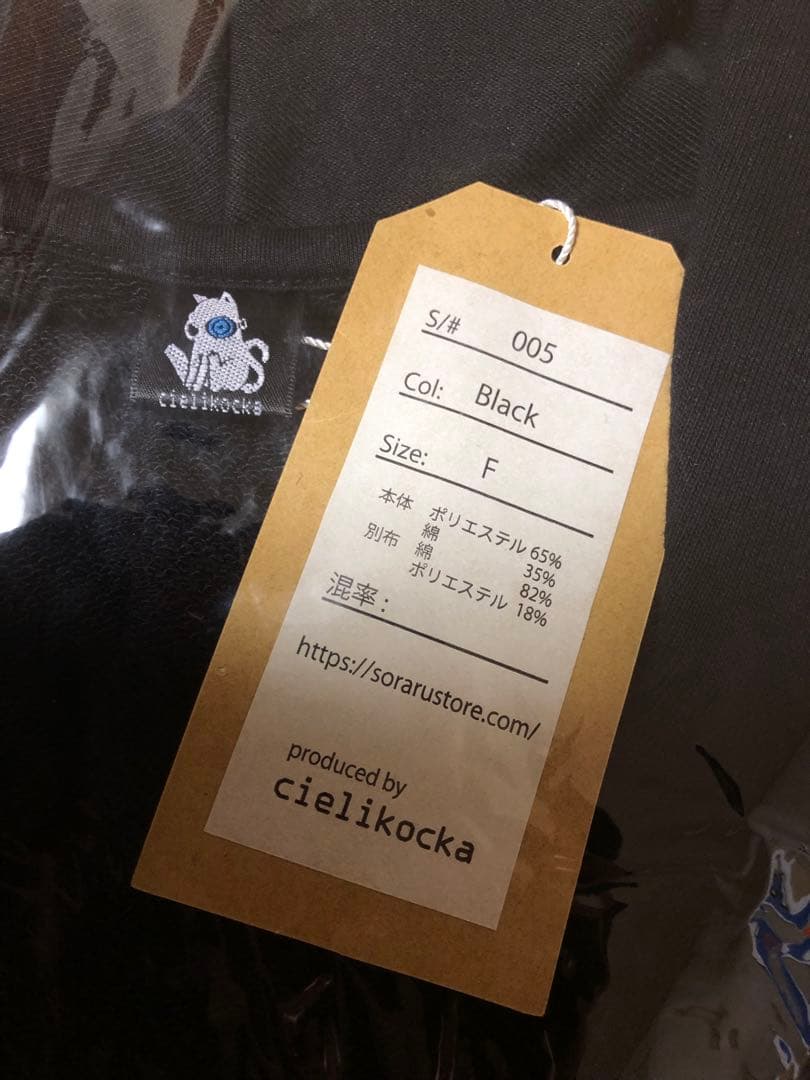 cielikocka
S/# 005
Col: Black
Size: F
本体 ポリエステル 65%
綿 35%
別布 綿 82%
ポリエステル 18%
混率:
https://sorarustore.com/
produced by
cielikocka